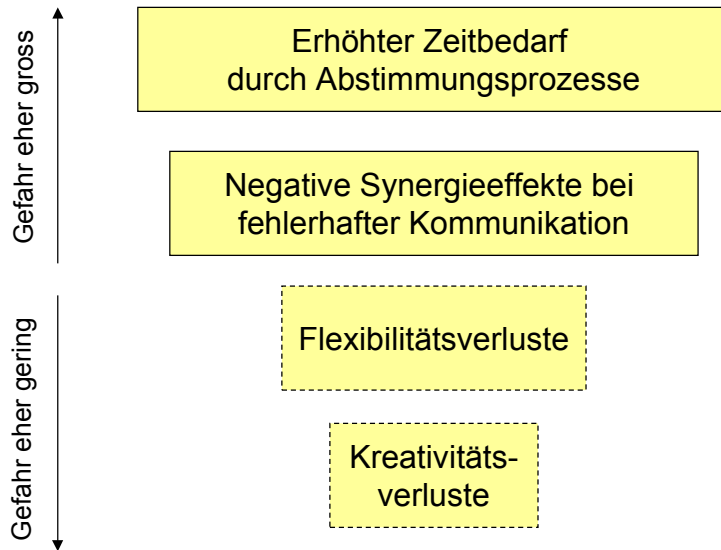 Gefahr eher gross
Erhöhter Zeitbedarf
durch Abstimmungsprozesse
Negative Synergieeffekte bei
fehlerhafter Kommunikation
Gefahr eher gering
Flexibilitätsverluste
Kreativitäts-
verluste